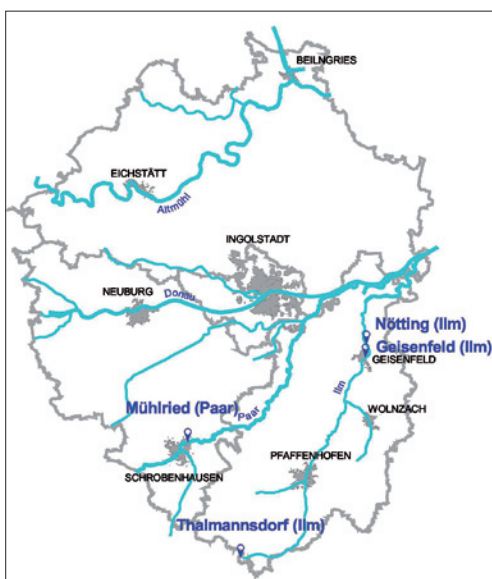 BEILNGRIES
EICHSTÄTT
Altmühl
INGOLSTADT
NEUBURG
Donau
Nötting (Ilm)
Geisenfeld (Ilm)
GEISENFELD
Mühlried (Paar)
Paar
Ilm
WOLNZACH
PFAFFENHOFEN
SCHROBENHAUSEN
Thalmannsdorf (Ilm)